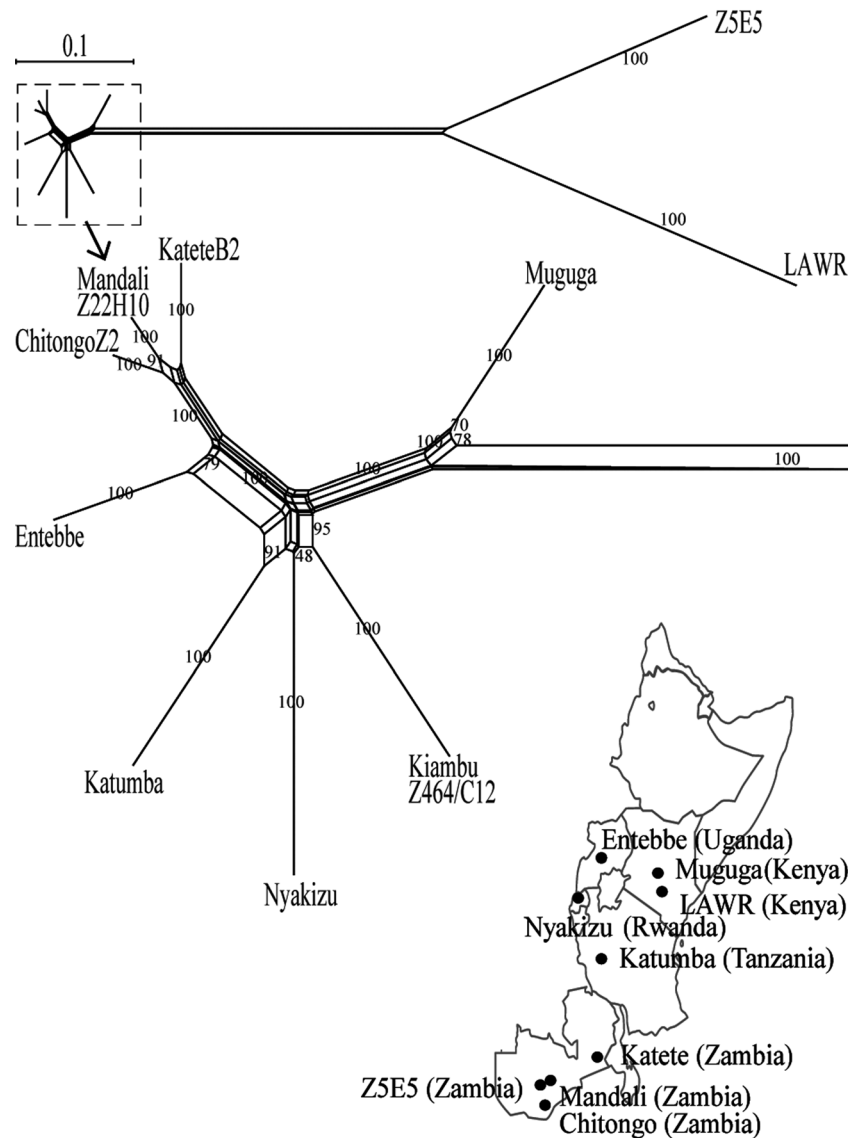 Z5E5
0.1
100
100
LAWR
KateteB2
Mandali
Z22H10
Muguga
100
100
ChitongoZ2
91
100
100
100
70
78
100
100
100
100
79
100
100
Entebbe
95
91
48
100
100
100
Katumba
Kiambu
Z464/C12
Nyakizu
Entebbe (Uganda)
Muguga(Kenya)
LAWR (Kenya)
Nyakizu (Rwanda)
Katumba (Tanzania)
Katete (Zambia)
Z5E5 (Zambia)
Mandali (Zambia)
Chitongo (Zambia)